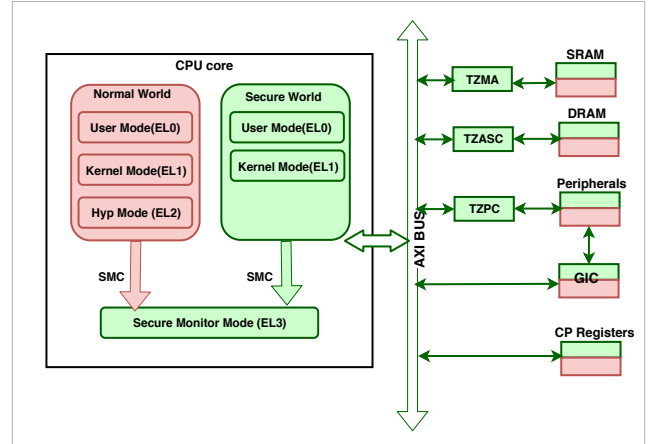 CPU core
Normal World
User Mode(EL0)
Kernel Mode(EL1)
Hyp Mode (EL2)
Secure World
User Mode(EL0)
Kernel Mode(EL1)
SMC
SMC
Secure Monitor Mode (EL3)
AXI BUS
TZMA
SRAM
TZASC
DRAM
TZPC
Peripherals
GIC
CP Registers